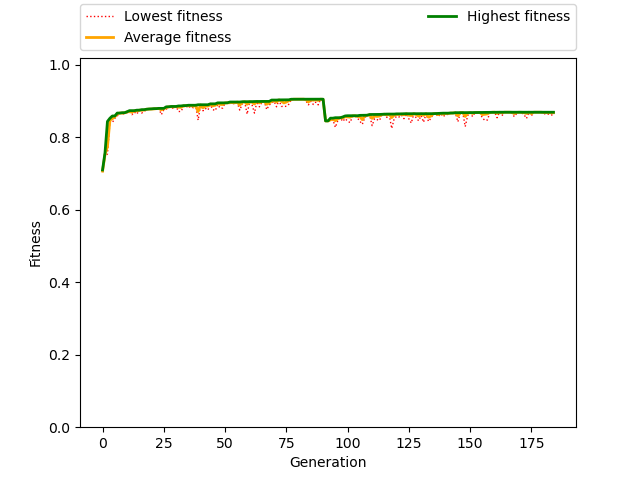 Lowest fitness
Average fitness
Highest fitness
1.0
0.8
0.6
0.4
0.2
0.0
Fitness
0 25 50 75 100 125 150 175
Generation